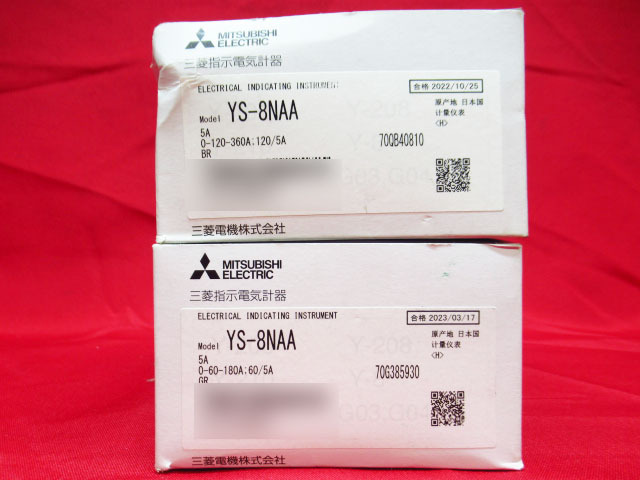 MITSUBISHI
ELECTRIC
三菱指示電気計器
ELECTRICAL INDICATING INSTRUMENT
合格 2022/10/25
Model YS-8NAA
原产地 日本国
计量仪表
<H>
5A
0-120-360A;120/5A
70QB40810
BR
三菱電機株式会社
MITSUBISHI
ELECTRIC
三菱指示電気計器
ELECTRICAL INDICATING INSTRUMENT
合格 2023/03/17
Model YS-8NAA
原产地 日本国
计量仪表
<H>
5A
0-60-180A;60/5A
70G385930
GR
三菱電機株式会社